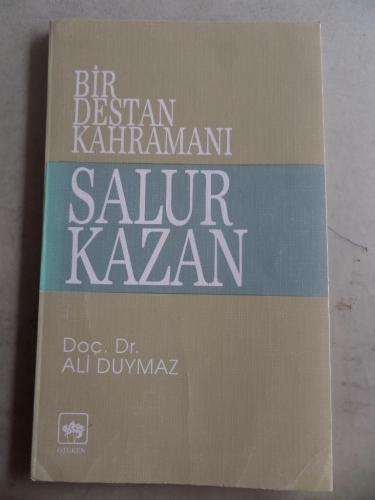 BİR
DESTAN
KAHRAMANI
SALUR
KAZAN
Doç. Dr.
ALİ DUYMAZ
ÖTÜKEN